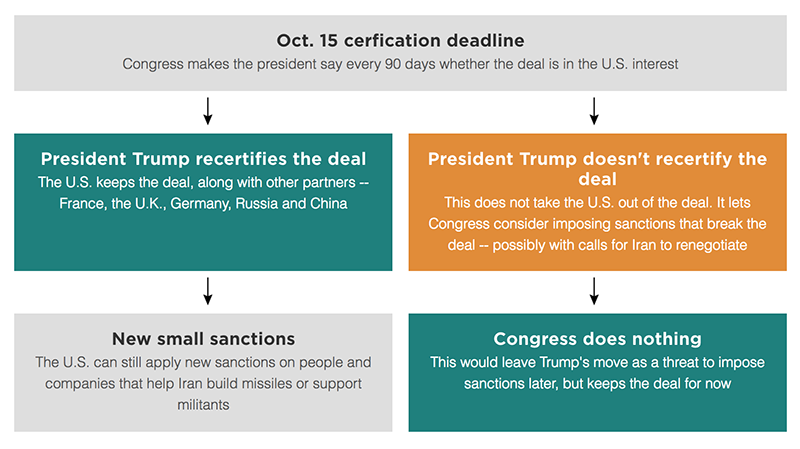 Oct. 15 cerfication deadline
Congress makes the president say every 90 days whether the deal is in the U.S. interest
President Trump recertifies the deal
The U.S. keeps the deal, along with other partners --
France, the U.K., Germany, Russia and China
President Trump doesn't recertify the
deal
This does not take the U.S. out of the deal. It lets
Congress consider imposing sanctions that break the
deal -- possibly with calls for Iran to renegotiate
New small sanctions
The U.S. can still apply new sanctions on people and
companies that help Iran build missiles or support
militants
Congress does nothing
This would leave Trump's move as a threat to impose
sanctions later, but keeps the deal for now